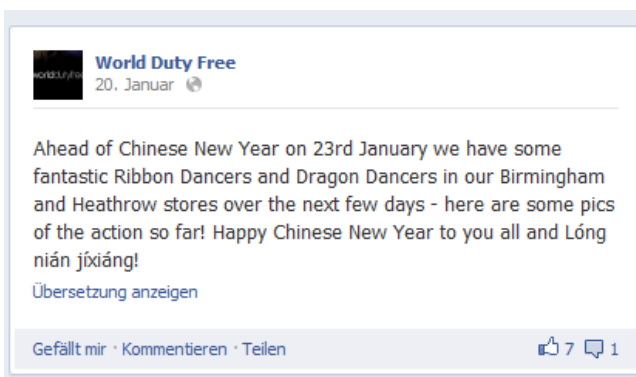 World Duty Free
20. Januar
worlddutyfree
Ahead of Chinese New Year on 23rd January we have some
fantastic Ribbon Dancers and Dragon Dancers in our Birmingham
and Heathrow stores over the next few days - here are some pics
of the action so far! Happy Chinese New Year to you all and Lóng
nián jíxiáng!
Übersetzung anzeigen
Gefällt mir · Kommentieren · Teilen 7 1